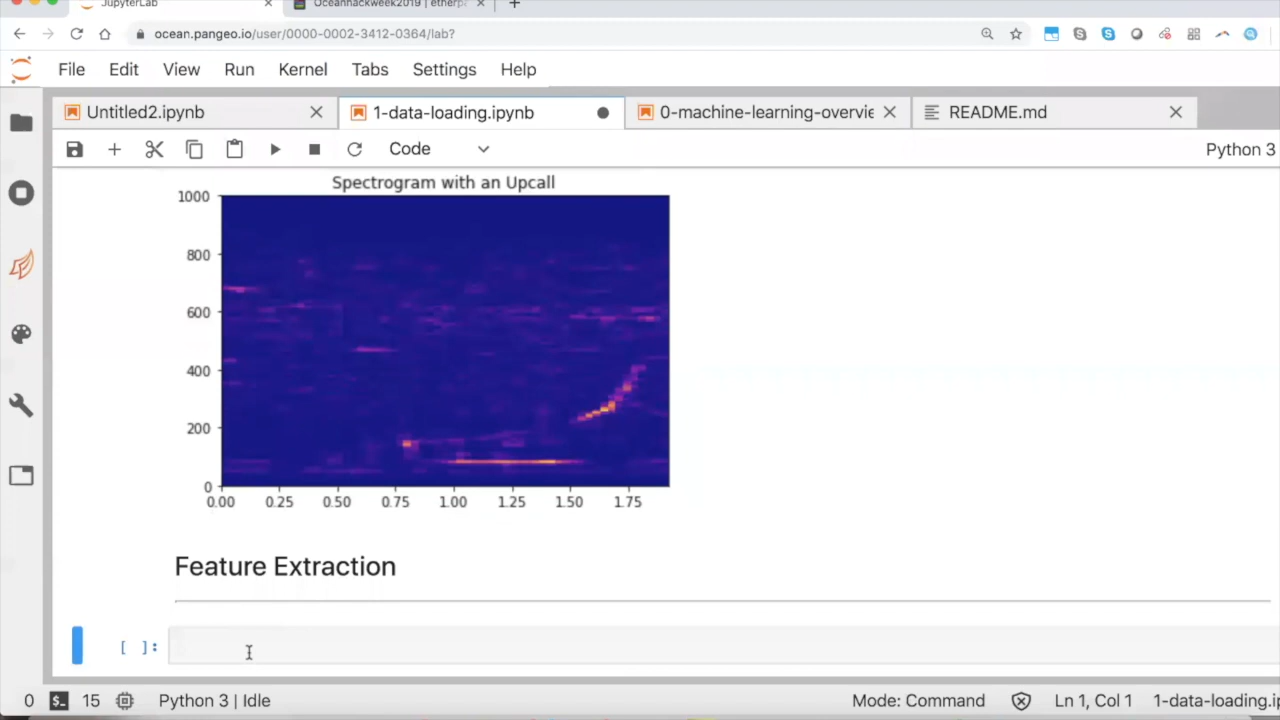 JupyterLab
Oceanhackweek2019 | etherp
ocean.pangeo.io/user/0000-0002-3412-0364/lab?
File Edit View Run Kernel Tabs Settings Help
Untitled2.ipynb 1-data-loading.ipynb 0-machine-learning-overvie README.md
Code Python 3
Spectrogram with an Upcall
1000
800
600
400
200
0
0.00 0.25 0.50 0.75 1.00 1.25 1.50 1.75
Feature Extraction
[ ]:
0 $_ 15 Python 3 | Idle Mode: Command Ln 1, Col 1 1-data-loading.ip